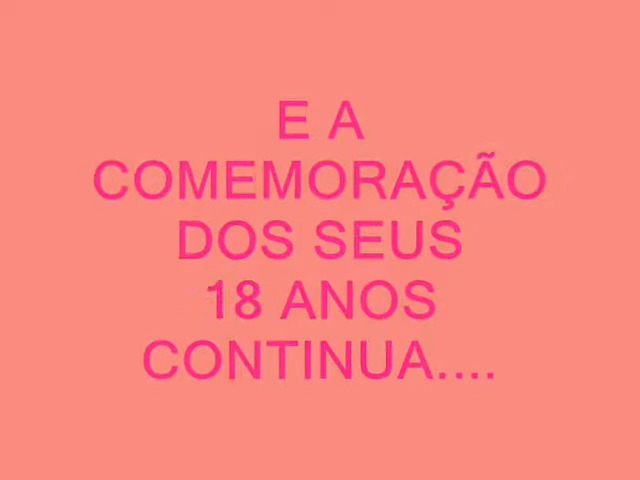 E A
COMEMORAÇÃO
DOS SEUS
18 ANOS
CONTINUA....